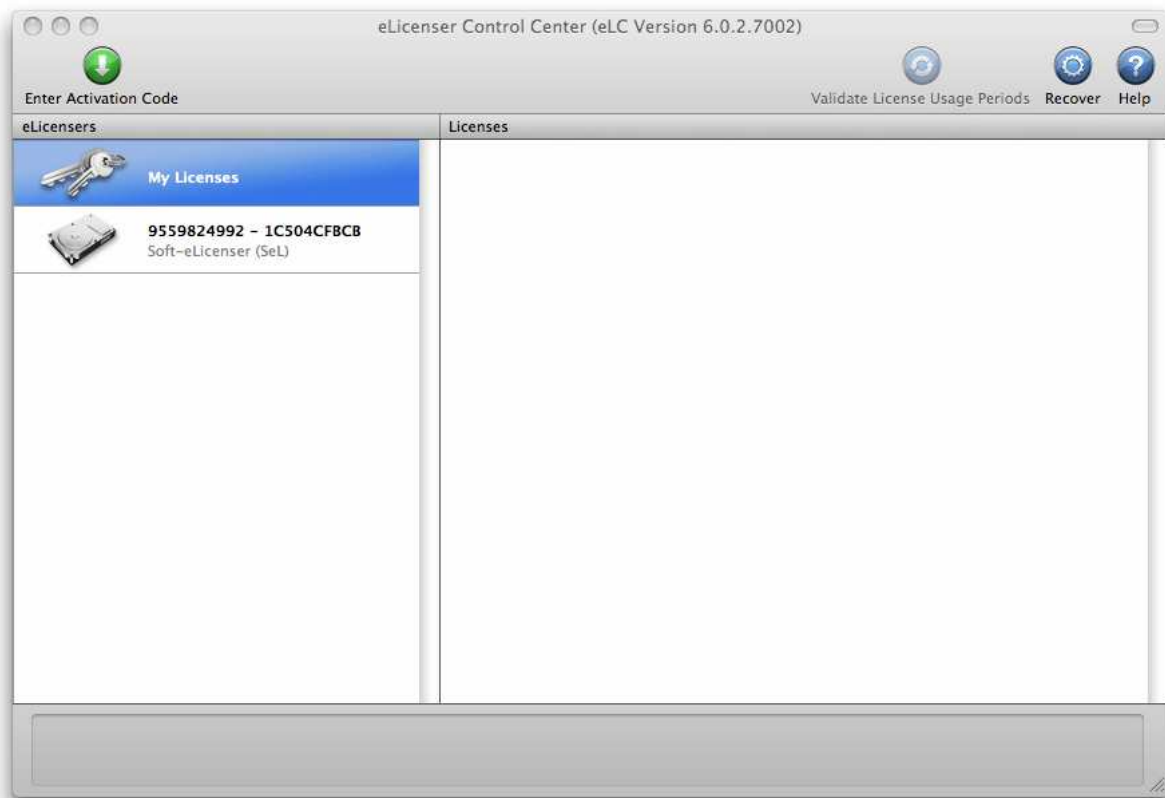 eLicenser Control Center (eLC Version 6.0.2.7002)
Enter Activation Code
Validate License Usage Periods
Recover
Help
eLicensers
Licenses
My Licenses
9559824992 - 1C504CFBCB
Soft-eLicenser (SeL)